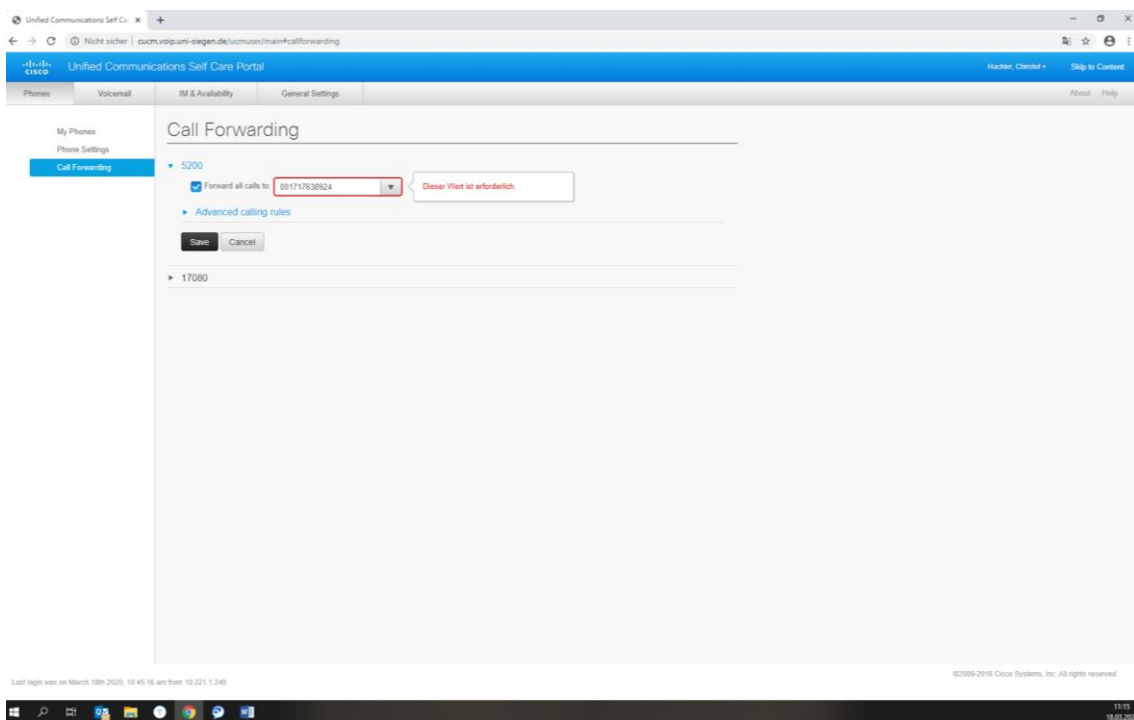 Unified Communications Self Ca
Nicht sicher | cucm.voip.uni-siegen.de/ucmuser/main#callforwarding
CISCO Unified Communications Self Care Portal
Hackler, Christof
Skip to Content
Phones Voicemail IM & Availability General Settings
About Help
My Phones
Phone Settings
Call Forwarding
Call Forwarding
5200
Forward all calls to: 001717638924
Dieser Wert ist erforderlich.
Advanced calling rules
Save Cancel
17080
Last login was on March 18th 2020, 10:45:16 am from 10.221.1.240
©2009-2016 Cisco Systems, Inc. All rights reserved
11:15
18.03.202